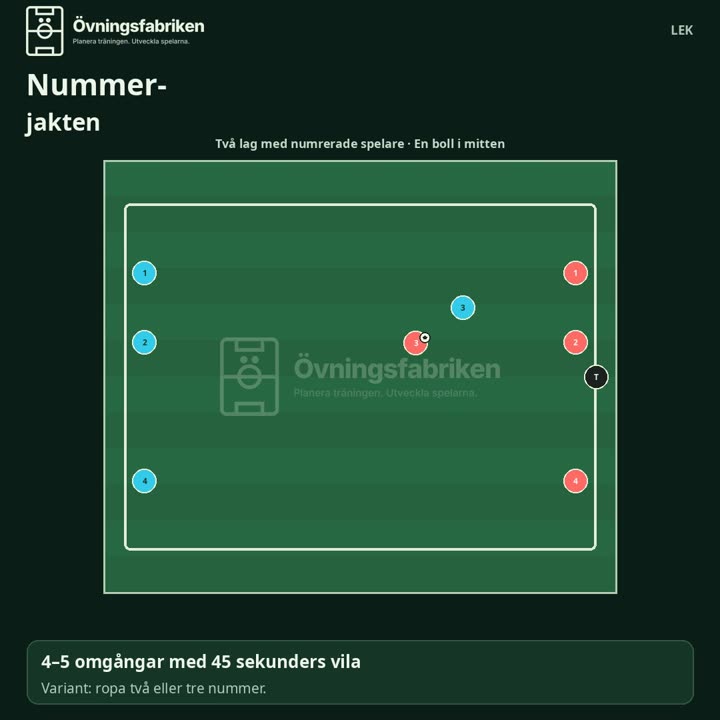 Övningsfabriken
Planera träningen. Utveckla spelarna.
LEK
Nummer-
jakten
Två lag med numrerade spelare · En boll i mitten
1
1
3
2
3
2
Övningsfabriken
T
Planera träningen. Utveckla spelarna.
4
4
4–5 omgångar med 45 sekunders vila
Variant: ropa två eller tre nummer.